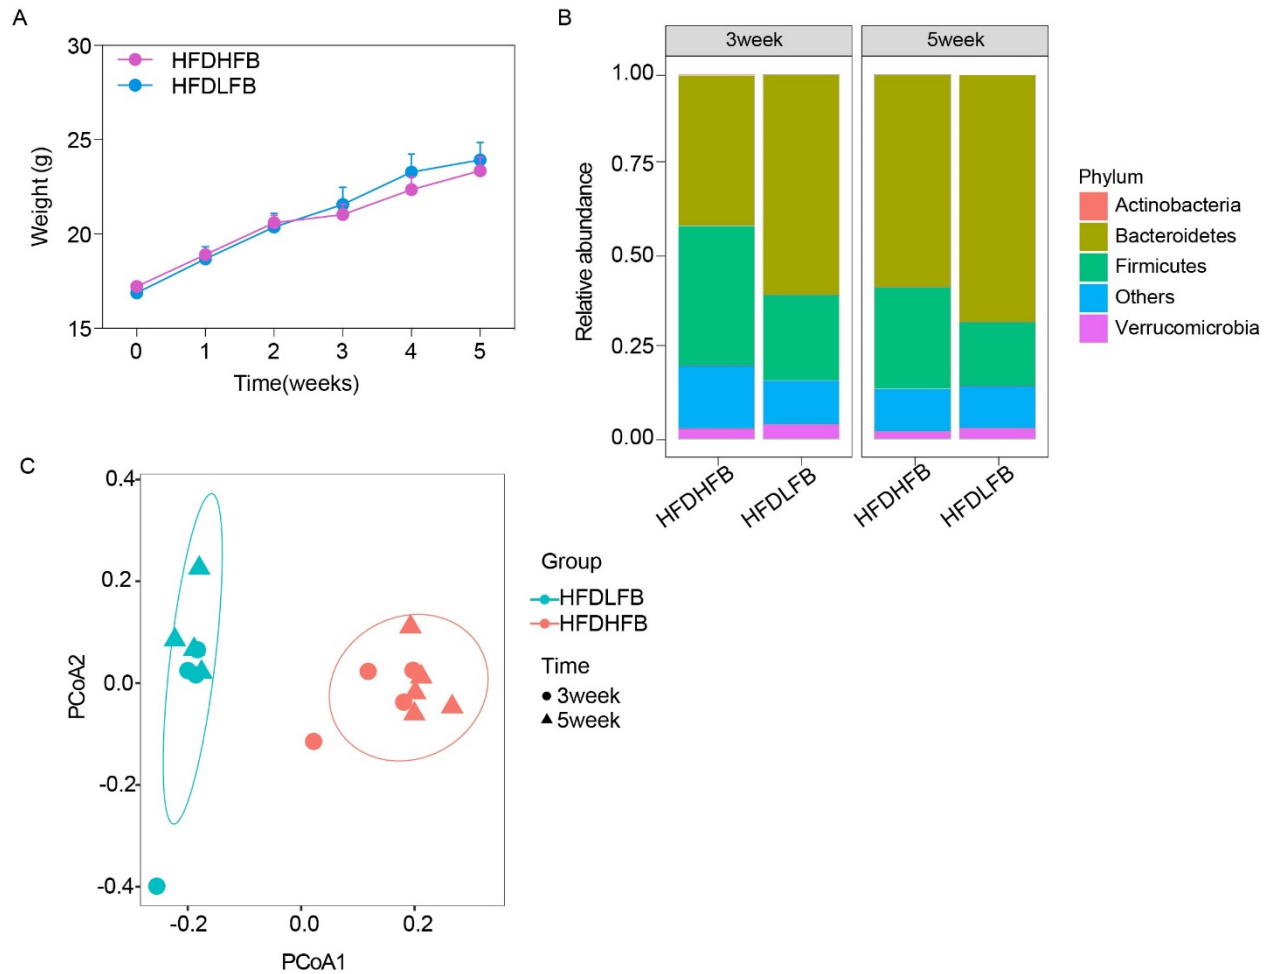 A
30
25
20
15
Weight (g)
HFDHFB
HFDLFB
0 1 2 3 4 5
Time(weeks)
B
3week 5week
1.00
0.75
0.50
0.25
0.00
Relative abundance
HFDHFB HFDLFB HFDHFB HFDLFB
Phylum
Actinobacteria
Bacteroidetes
Firmicutes
Others
Verrucomicrobia
C
0.4
0.2
0.0
-0.2
-0.4
PCoA2
-0.2 0.0 0.2
PCoA1
Group
HFDLFB
HFDHFB
Time
3week
5week